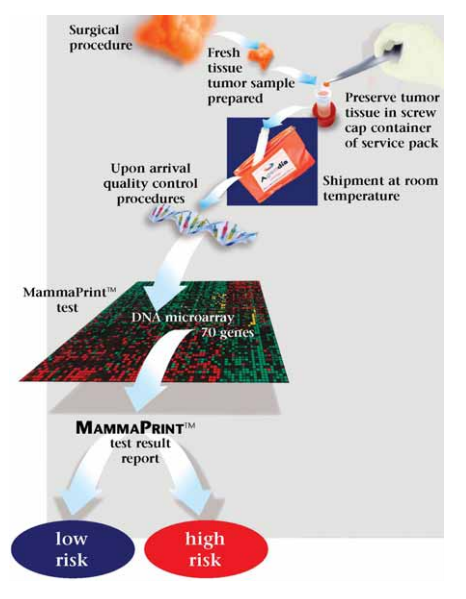 Surgical
procedure
Fresh
tissue
tumor sample
prepared
Preserve tumor
tissue in screw
cap container
of service pack
Shipment at room
temperature
Upon arrival
quality control
procedures
MammaPrint™
test
DNA microarray
70 genes
MAMMAPRINT™
test result
report
low
risk
high
risk